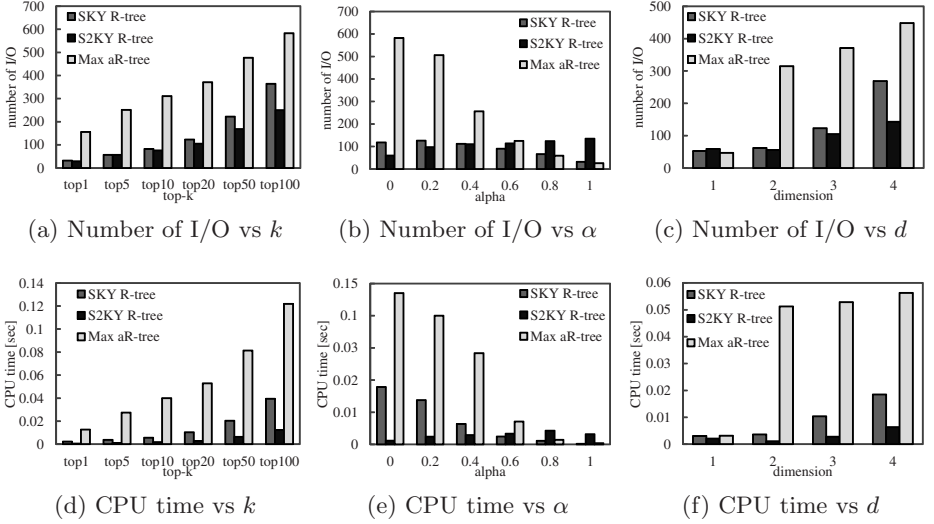 700
600
500
400
300
200
100
0
number of I/O
SKY R-tree
S2KY R-tree
Max aR-tree
top1 top5 top10 top20 top50 top100
top-k
(a) Number of I/O vs k
700
600
500
400
300
200
100
0
number of I/O
SKY R-tree
S2KY R-tree
Max aR-tree
0 0.2 0.4 0.6 0.8 1
alpha
(b) Number of I/O vs α
500
400
300
200
100
0
number of I/O
SKY R-tree
S2KY R-tree
Max aR-tree
1 2 3 4
dimension
(c) Number of I/O vs d
0.14
0.12
0.1
0.08
0.06
0.04
0.02
0
CPU time [sec]
SKY R-tree
S2KY R-tree
Max aR-tree
top1 top5 top10 top20 top50 top100
top-k
(d) CPU time vs k
0.15
0.1
0.03
0.02
0.01
0
CPU time [sec]
SKY R-tree
S2KY R-tree
Max aR-tree
0 0.2 0.4 0.6 0.8 1
alpha
(e) CPU time vs α
0.06
0.05
0.04
0.03
0.02
0.01
0
CPU time [sec]
SKY R-tree
S2KY R-tree
Max aR-tree
1 2 3 4
dimension
(f) CPU time vs d